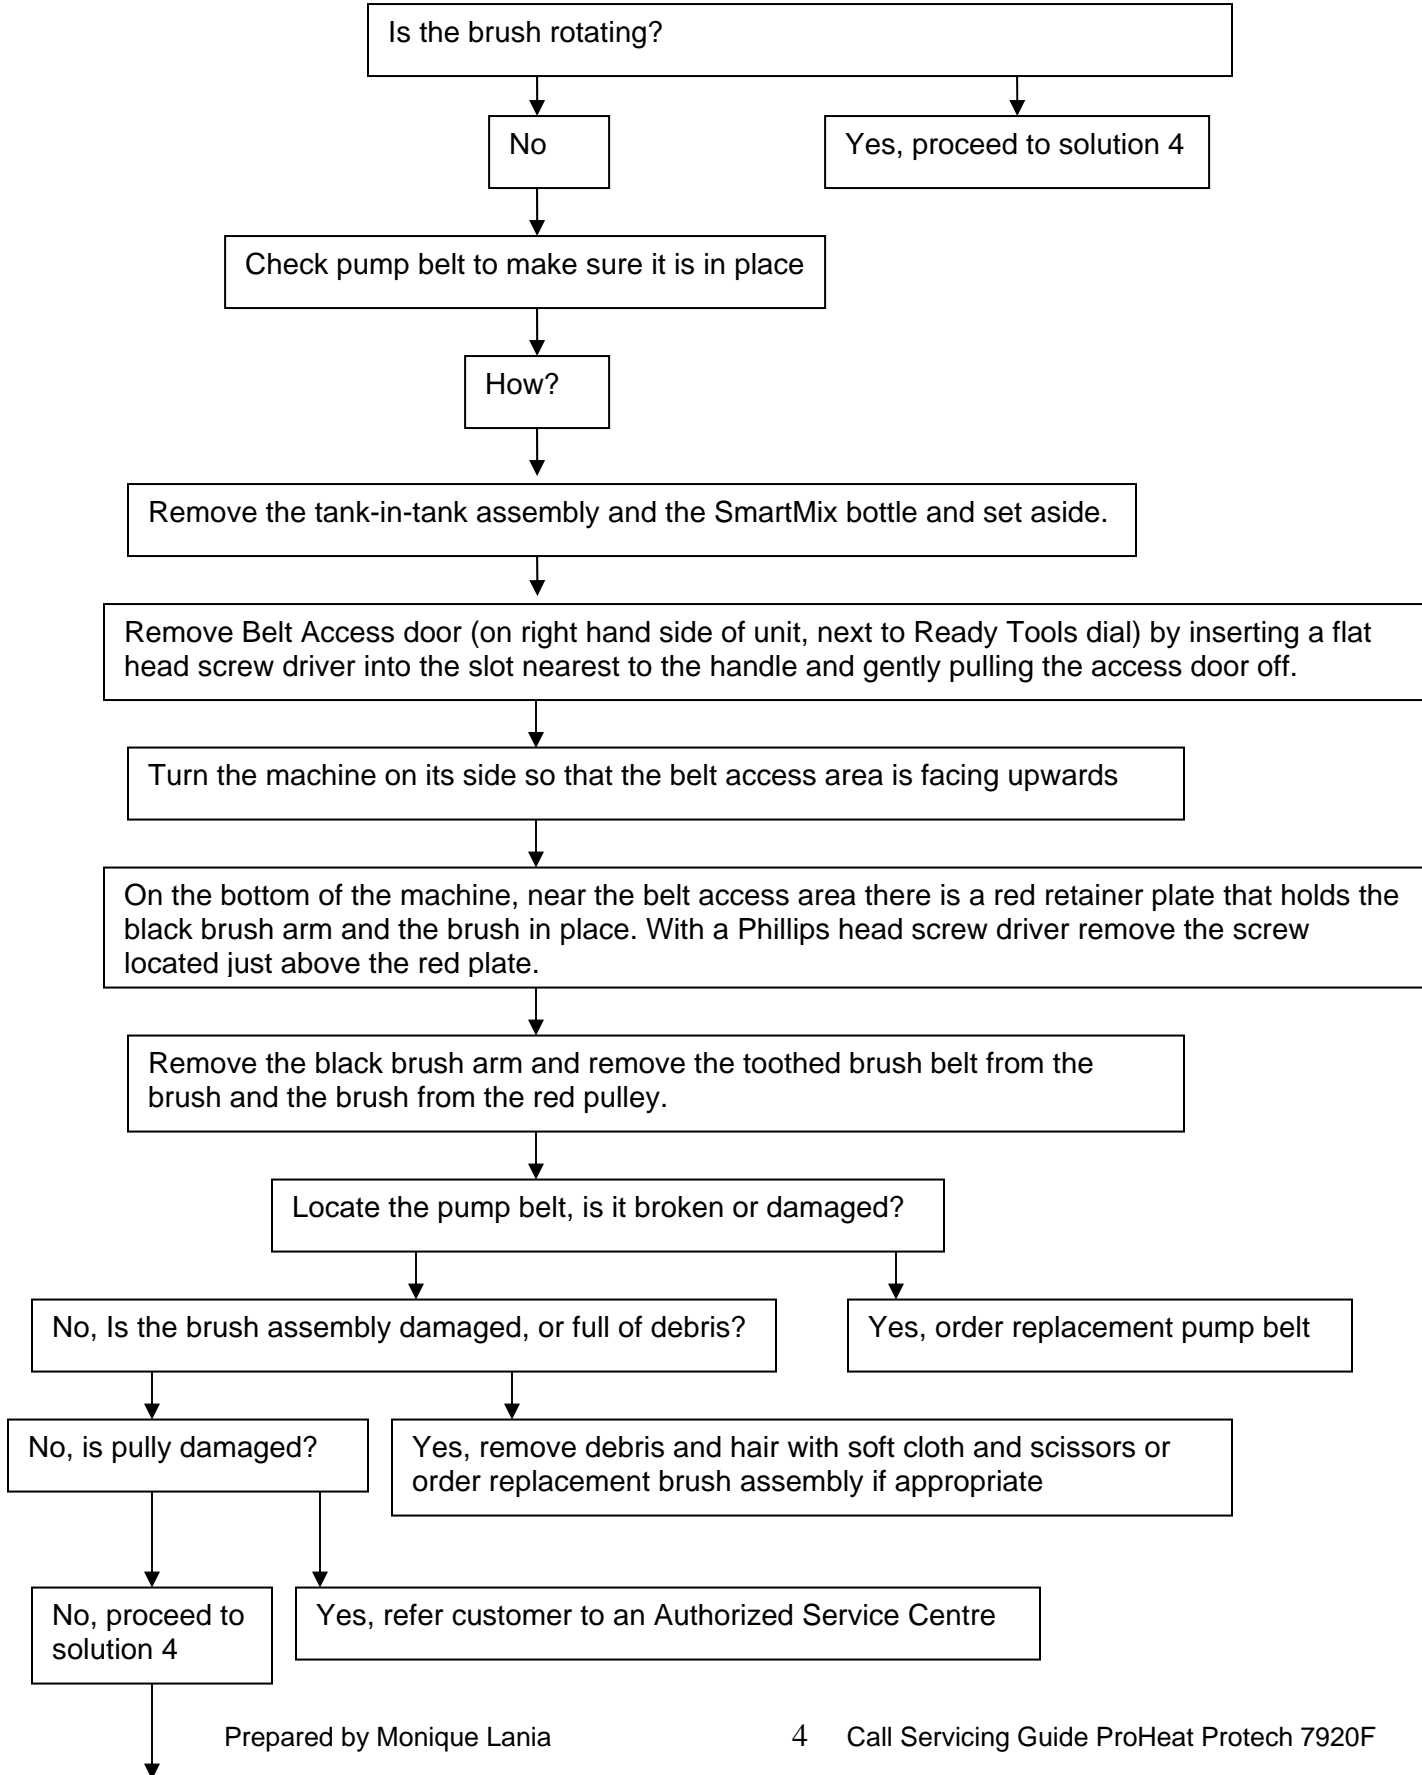 Is the brush rotating?
No
Yes, proceed to solution 4
Check pump belt to make sure it is in place
How?
Remove the tank-in-tank assembly and the SmartMix bottle and set aside.
Remove Belt Access door (on right hand side of unit, next to Ready Tools dial) by inserting a flat
head screw driver into the slot nearest to the handle and gently pulling the access door off.
Turn the machine on its side so that the belt access area is facing upwards
On the bottom of the machine, near the belt access area there is a red retainer plate that holds the
black brush arm and the brush in place. With a Phillips head screw driver remove the screw
located just above the red plate.
Remove the black brush arm and remove the toothed brush belt from the
brush and the brush from the red pulley.
Locate the pump belt, is it broken or damaged?
No, Is the brush assembly damaged, or full of debris?
Yes, order replacement pump belt
No, is pully damaged?
Yes, remove debris and hair with soft cloth and scissors or
order replacement brush assembly if appropriate
No, proceed to
solution 4
Yes, refer customer to an Authorized Service Centre
Prepared by Monique Lania 4 Call Servicing Guide ProHeat Protech 7920F